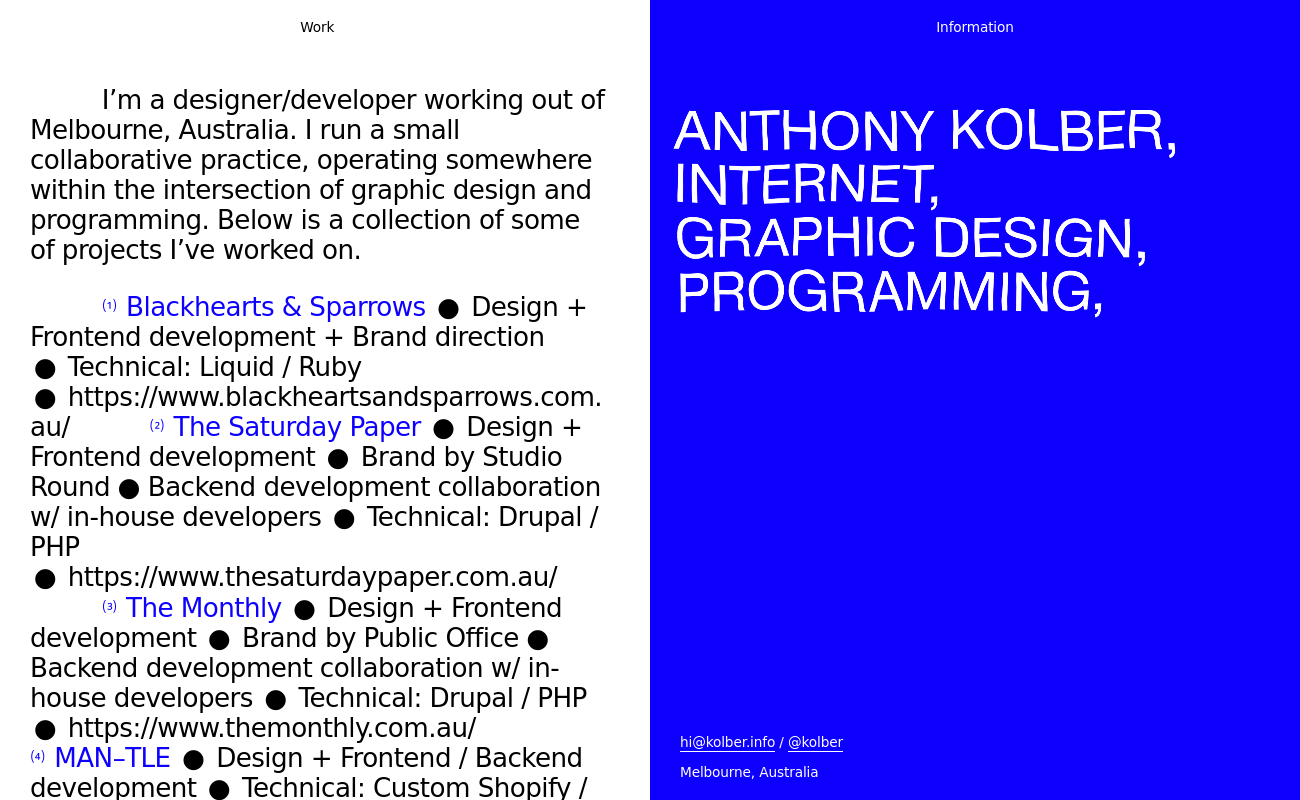 Work
I’m a designer/developer working out of
Melbourne, Australia. I run a small
collaborative practice, operating somewhere
within the intersection of graphic design and
programming. Below is a collection of some
of projects I’ve worked on.
(1) Blackhearts & Sparrows ● Design +
Frontend development + Brand direction
● Technical: Liquid / Ruby
● https://www.blackheartsandsparrows.com.
au/ (2) The Saturday Paper ● Design +
Frontend development ● Brand by Studio
Round ● Backend development collaboration
w/ in-house developers ● Technical: Drupal /
PHP
● https://www.thesaturdaypaper.com.au/
(3) The Monthly ● Design + Frontend
development ● Brand by Public Office ●
Backend development collaboration w/ in-
house developers ● Technical: Drupal / PHP
● https://www.themonthly.com.au/
(4) MAN–TLE ● Design + Frontend / Backend
development ● Technical: Custom Shopify /
Information
ANTHONY KOLBER,
INTERNET,
GRAPHIC DESIGN,
PROGRAMMING,
hi@kolber.info / @kolber
Melbourne, Australia